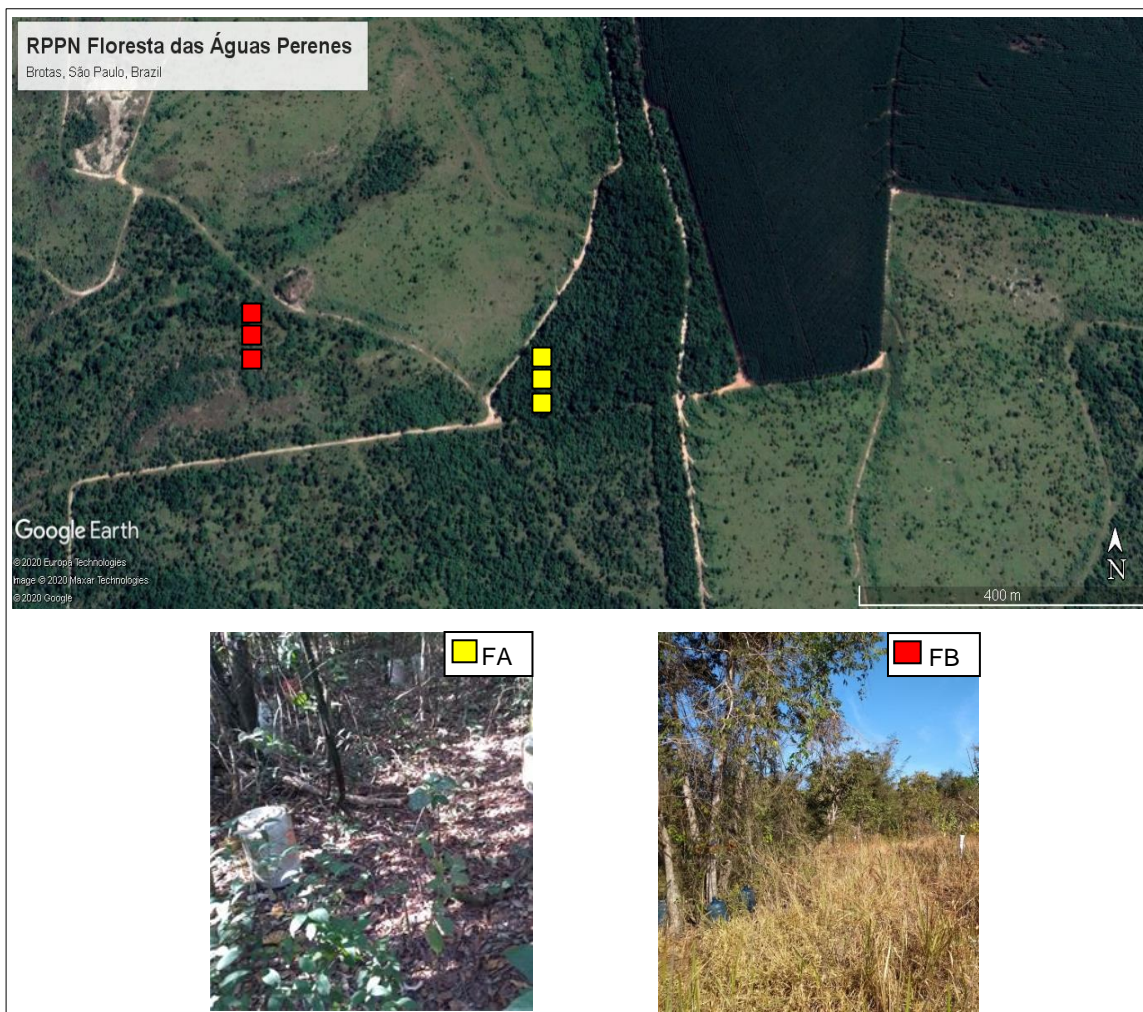 RPPN Floresta das Águas Perenes
Brotas, São Paulo, Brazil
Google Earth
© 2020 Europa Technologies
Image © 2020 Maxar Technologies
© 2020 Google
N
400 m
FA
FB